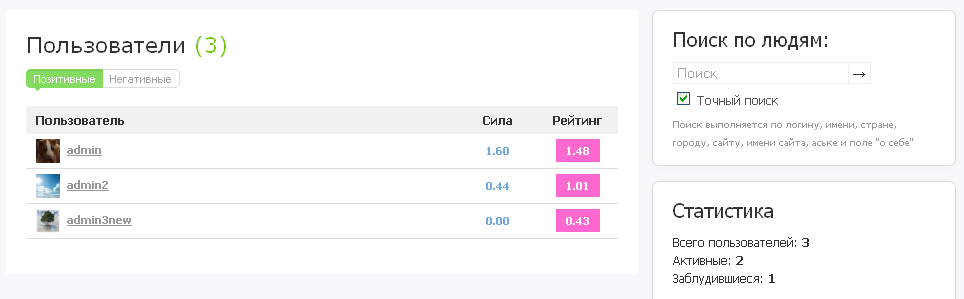 Пользователи (3)
Позитивные Негативные
Пользователь Сила Рейтинг
admin 1.60 1.48
admin2 0.44 1.01
admin3new 0.00 0.43
Поиск по людям:
Поиск →
Точный поиск
Поиск выполняется по логину, имени, стране,
городу, сайту, имени сайта, аське и поле "о себе"
Статистика
Всего пользователей: 3
Активные: 2
Заблудившиеся: 1